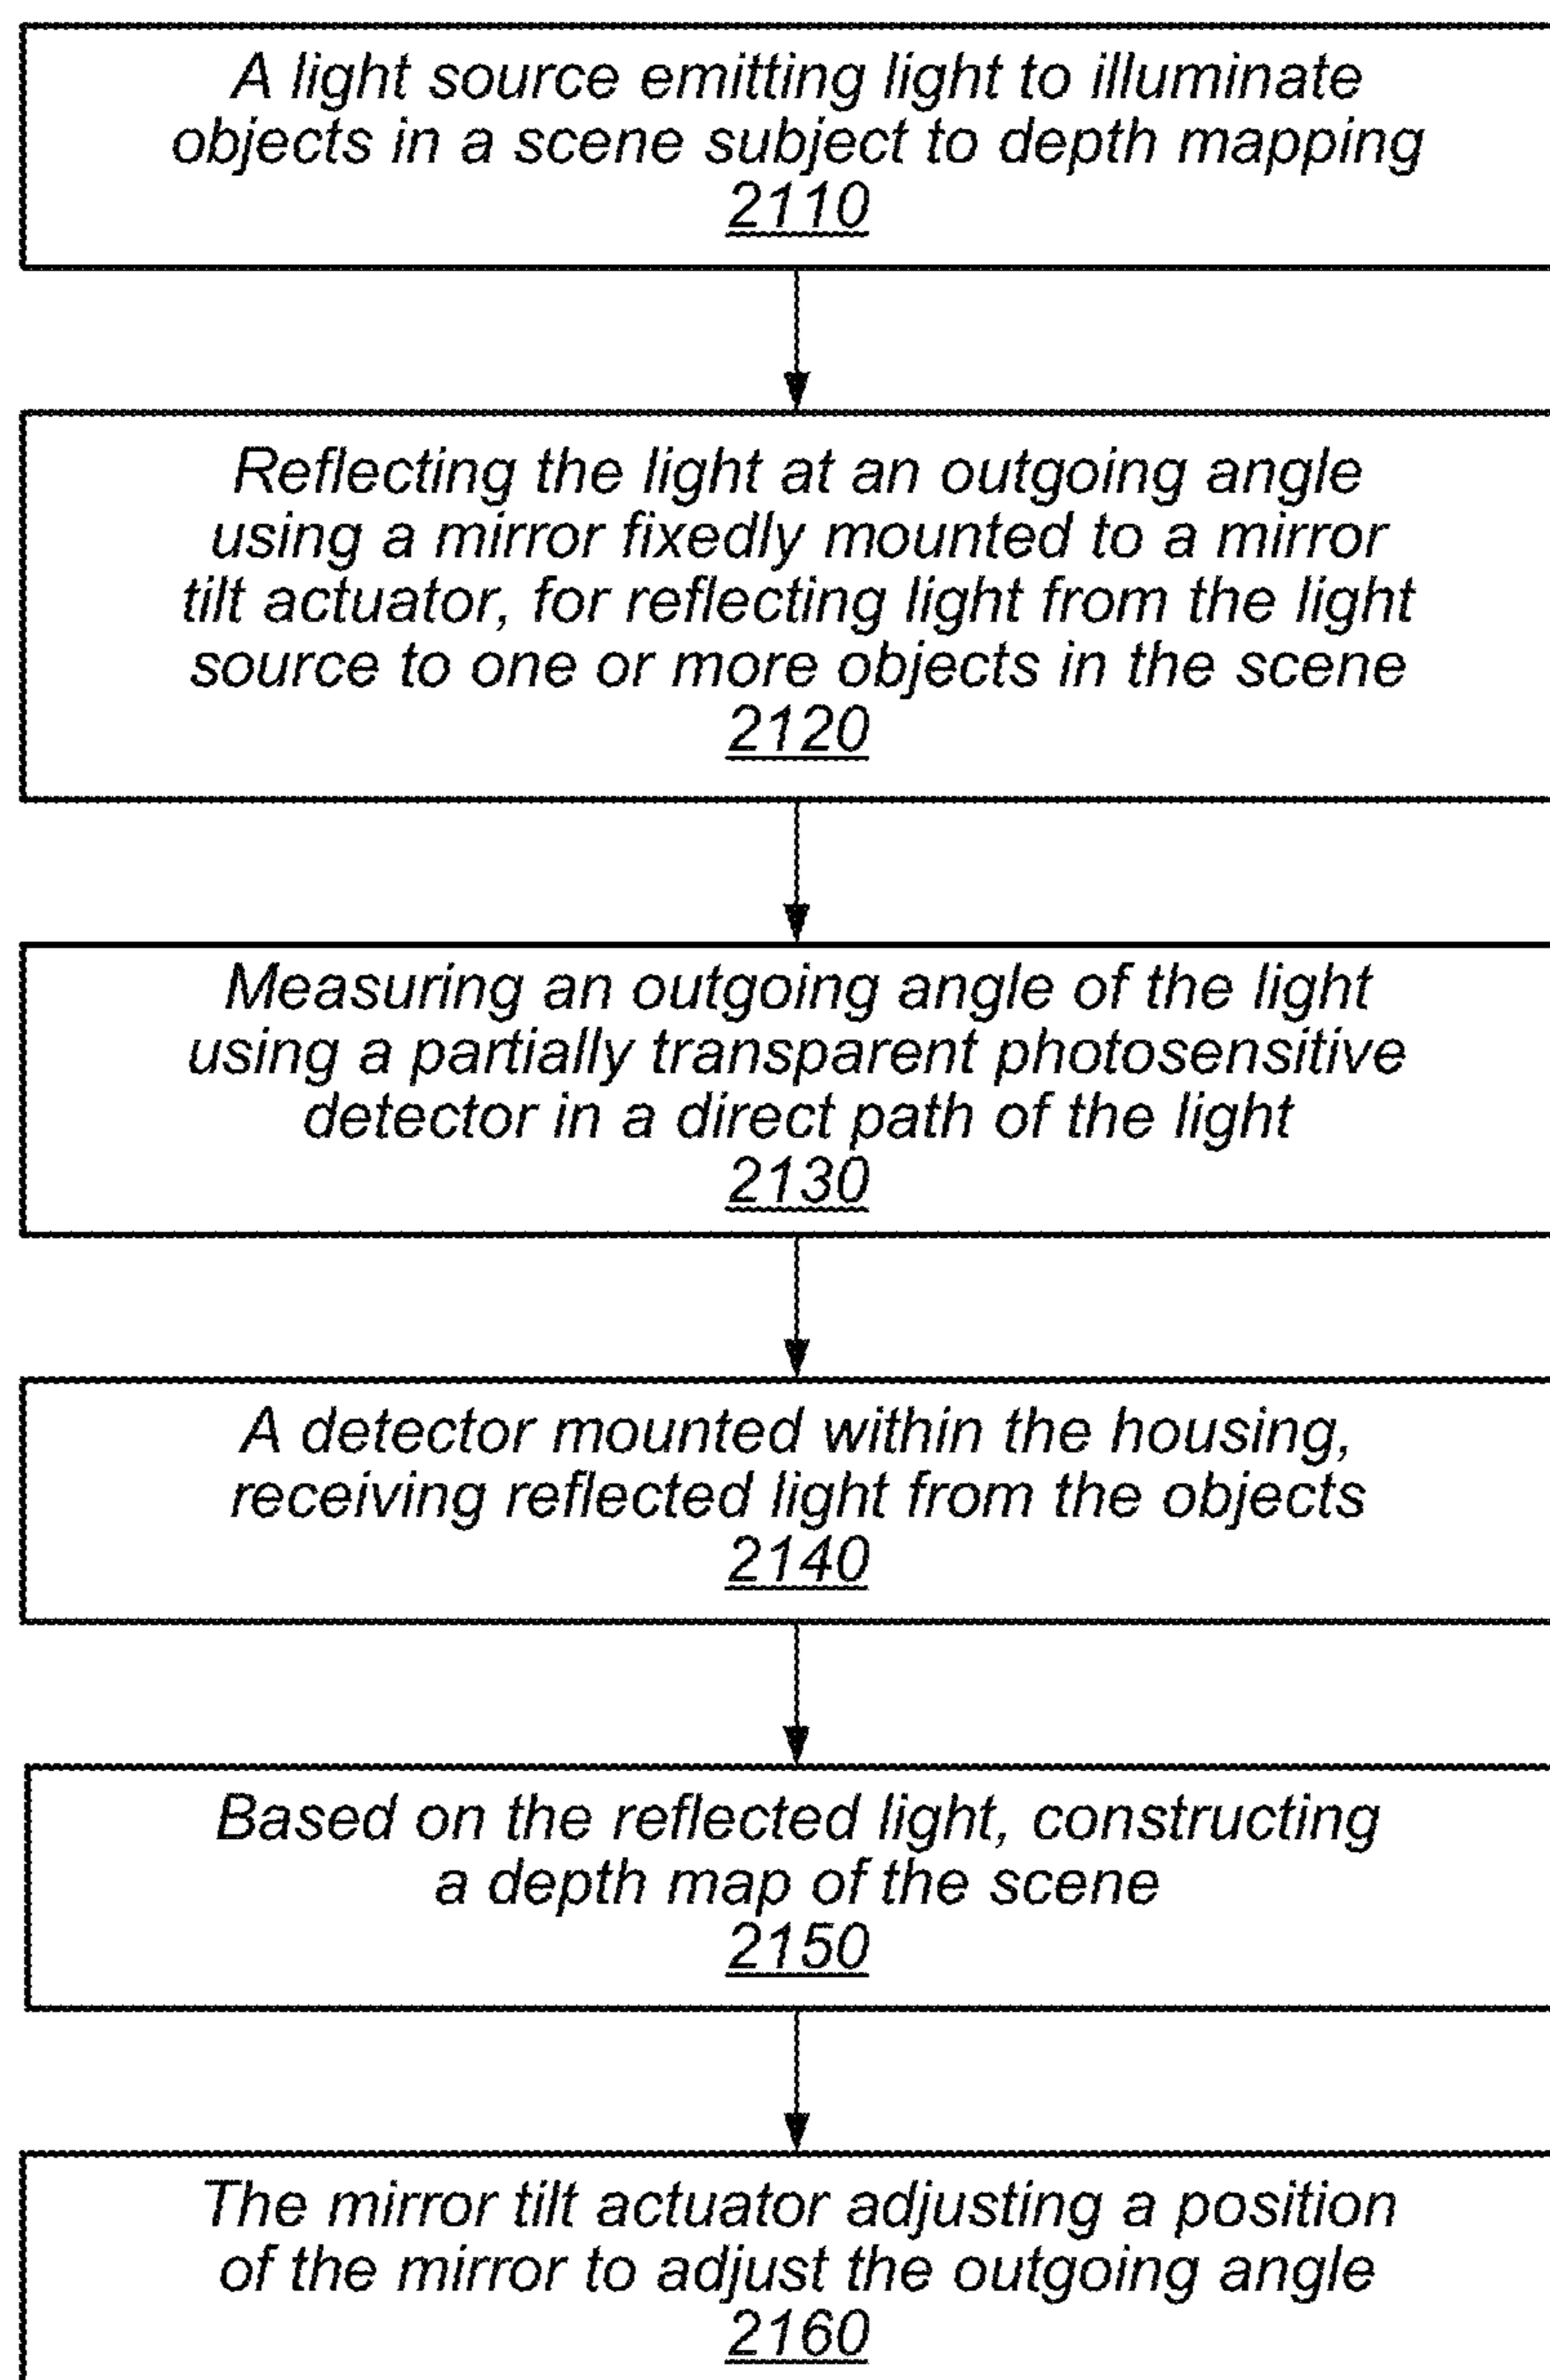 A light source emitting light to illuminate
objects in a scene subject to depth mapping
2110
Reflecting the light at an outgoing angle
using a mirror fixedly mounted to a mirror
tilt actuator, for reflecting light from the light
source to one or more objects in the scene
2120
Measuring an outgoing angle of the light
using a partially transparent photosensitive
detector in a direct path of the light
2130
A detector mounted within the housing,
receiving reflected light from the objects
2140
Based on the reflected light, constructing
a depth map of the scene
2150
The mirror tilt actuator adjusting a position
of the mirror to adjust the outgoing angle
2160